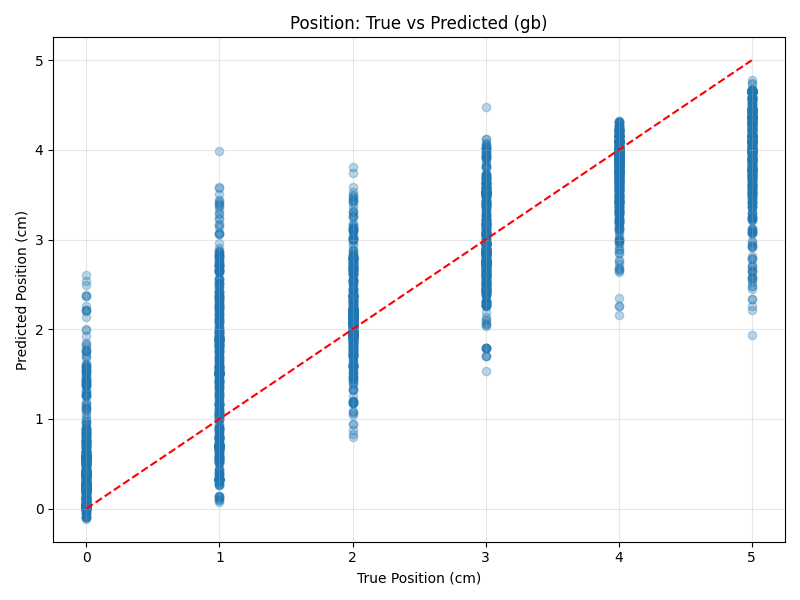 Position: True vs Predicted (gb)
Predicted Position (cm)
5
4
3
2
1
0
0 1 2 3 4 5
True Position (cm)